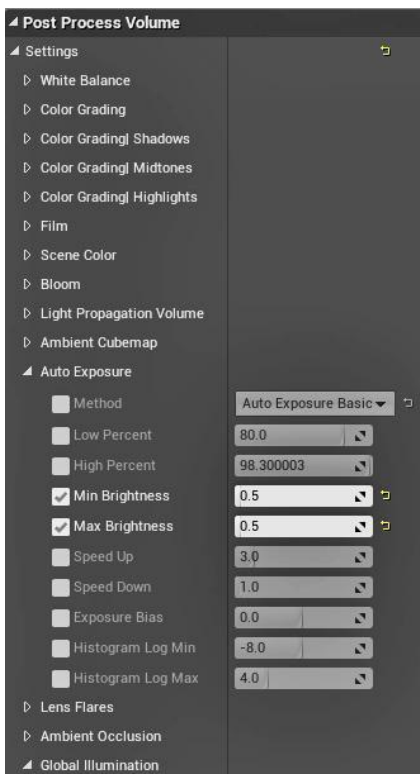 Post Process Volume
Settings
White Balance
Color Grading
Color Grading| Shadows
Color Grading| Midtones
Color Grading| Highlights
Film
Scene Color
Bloom
Light Propagation Volume
Ambient Cubemap
Auto Exposure
Method Auto Exposure Basic
Low Percent 80.0
High Percent 98.300003
Min Brightness 0.5
Max Brightness 0.5
Speed Up 3.0
Speed Down 1.0
Exposure Bias 0.0
Histogram Log Min -8.0
Histogram Log Max 4.0
Lens Flares
Ambient Occlusion
Global Illumination